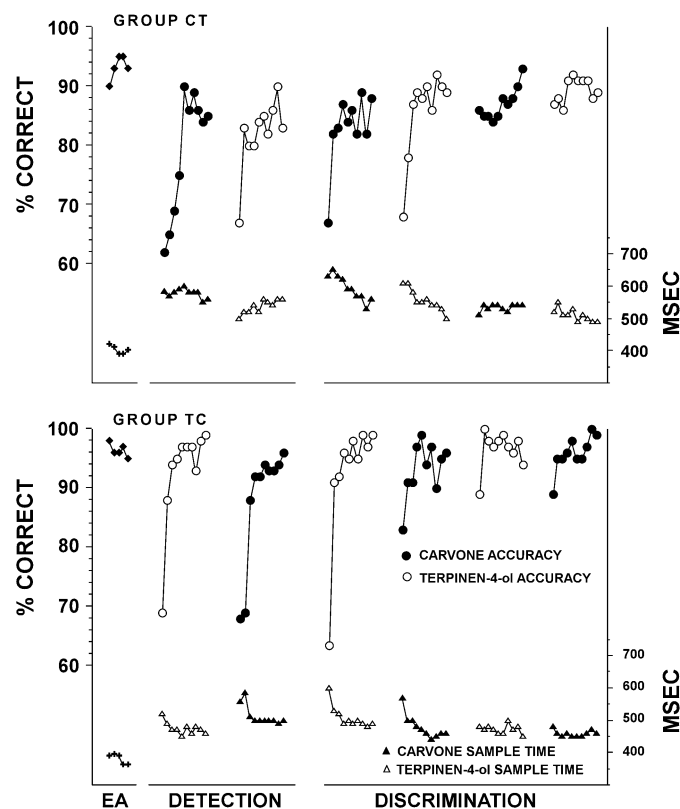 GROUP CT
100
90
80
70
60
% CORRECT
700
600
500
400
MSEC
GROUP TC
100
90
80
70
60
% CORRECT
CARVONE ACCURACY
TERPINEN-4-ol ACCURACY
700
600
500
400
MSEC
CARVONE SAMPLE TIME
TERPINEN-4-ol SAMPLE TIME
EA
DETECTION
DISCRIMINATION